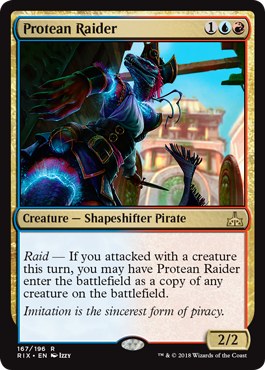 Protean Raider 1
Creature — Shapeshifter Pirate
Raid — If you attacked with a creature
this turn, you may have Protean Raider
enter the battlefield as a copy of any
creature on the battlefield.
Imitation is the sincerest form of piracy.
2/2
167/196 R
RIX • EN Izzy
™ & © 2018 Wizards of the Coast